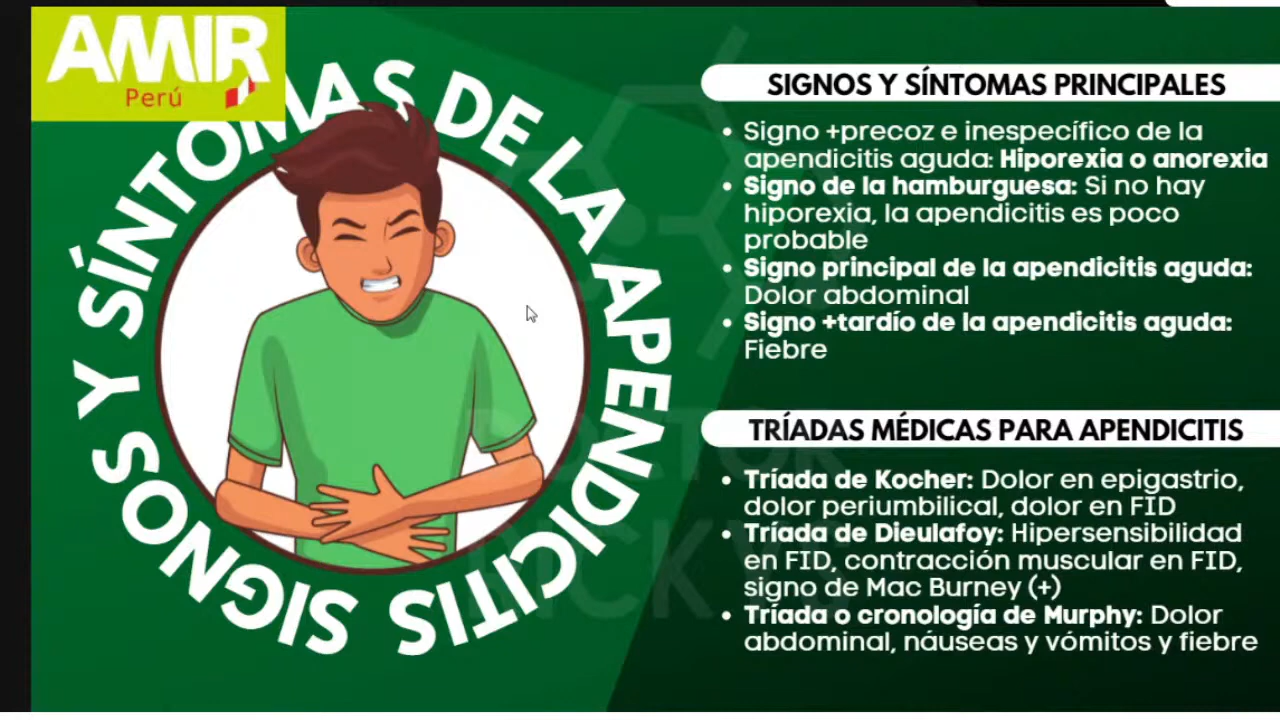 AMIR
Perú
SIGNOS Y SÍNTOMAS DE LA APENDICITIS
SIGNOS Y SÍNTOMAS PRINCIPALES
• Signo +precoz e inespecífico de la
apendicitis aguda: Hiporexia o anorexia
• Signo de la hamburguesa: Si no hay
hiporexia, la apendicitis es poco
probable
• Signo principal de la apendicitis aguda:
Dolor abdominal
• Signo +tardío de la apendicitis aguda:
Fiebre
TRÍADAS MÉDICAS PARA APENDICITIS
• Tríada de Kocher: Dolor en epigastrio,
dolor periumbilical, dolor en FID
• Tríada de Dieulafoy: Hipersensibilidad
en FID, contracción muscular en FID,
signo de Mac Burney (+)
• Tríada o cronología de Murphy: Dolor
abdominal, náuseas y vómitos y fiebre